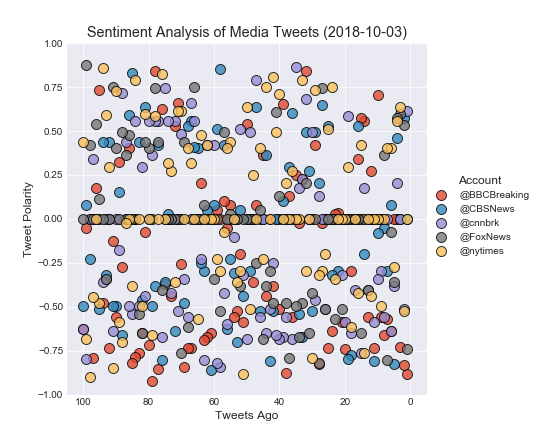 Sentiment Analysis of Media Tweets (2018-10-03)
1.00
0.75
0.50
0.25
0.00
−0.25
−0.50
−0.75
−1.00
Tweet Polarity
100 80 60 40 20 0
Tweets Ago
Account
@BBCBreaking
@CBSNews
@cnnbrk
@FoxNews
@nytimes